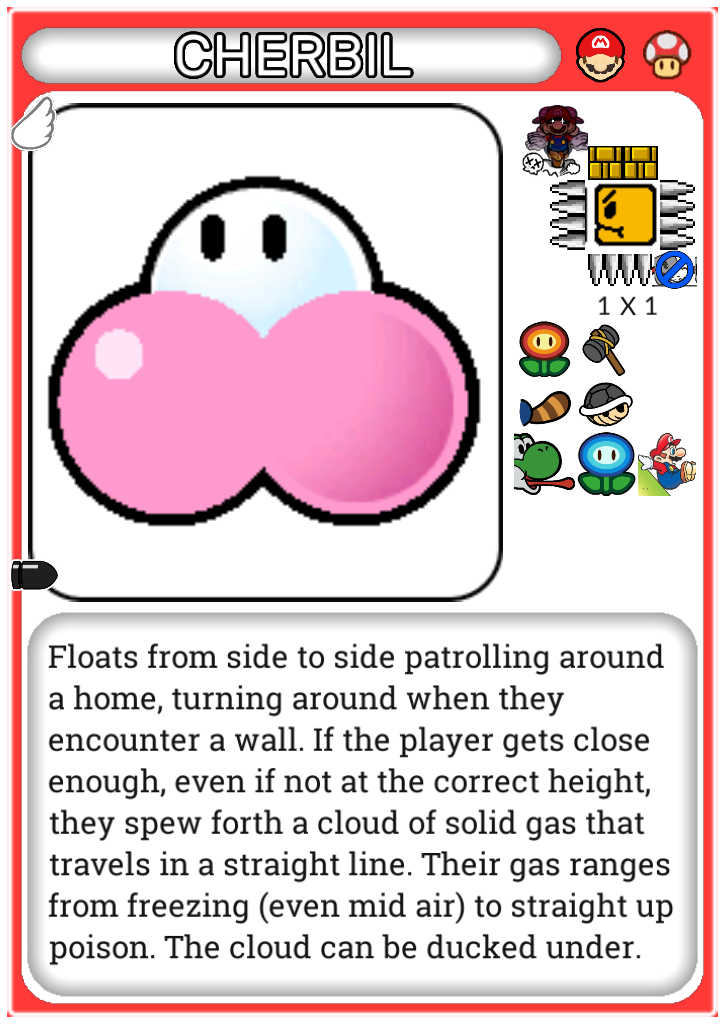 CHERBIL
1 X 1
Floats from side to side patrolling around
a home, turning around when they
encounter a wall. If the player gets close
enough, even if not at the correct height,
they spew forth a cloud of solid gas that
travels in a straight line. Their gas ranges
from freezing (even mid air) to straight up
poison. The cloud can be ducked under.